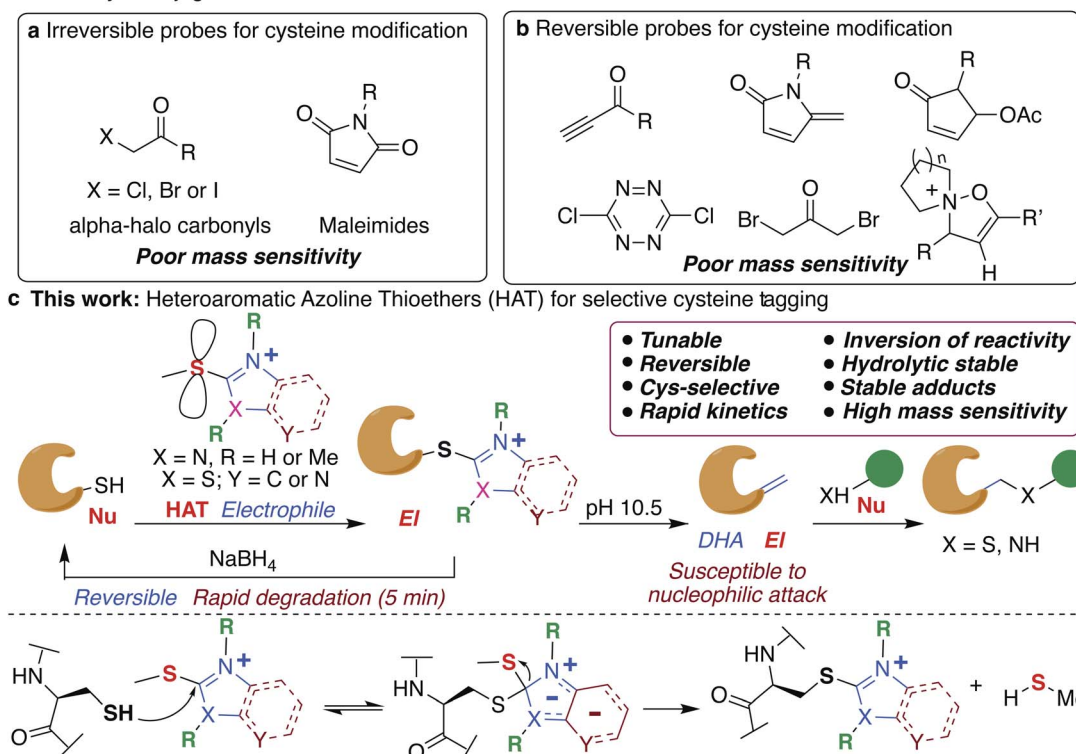 a Irreversible probes for cysteine modification
X
O
R
X = Cl, Br or I
alpha-halo carbonyls
O
N
R
O
Maleimides
Poor mass sensitivity
b Reversible probes for cysteine modification
O
R
O
N
R
O
R
OAc
Cl
N N
N N
Cl
Br
O
Br
n
+
N
O
R'
R
H
Poor mass sensitivity
c This work: Heteroaromatic Azoline Thioethers (HAT) for selective cysteine tagging
S
R
N+
X
R
Y
X = N, R = H or Me
X = S; Y = C or N
• Tunable
• Reversible
• Cys-selective
• Rapid kinetics
• Inversion of reactivity
• Hydrolytic stable
• Stable adducts
• High mass sensitivity
SH
Nu
HAT Electrophile
S
R
N+
X
R
Y
El
pH 10.5
DHA El
Susceptible to
nucleophilic attack
XH
Nu
X
X = S, NH
NaBH4
Reversible Rapid degradation (5 min)
HN
O
SH
S
R
N+
X
R
Y
HN
O
S
S
R
N+
-
X
-
R
Y
HN
O
S
R
N+
X
R
Y
+
H S